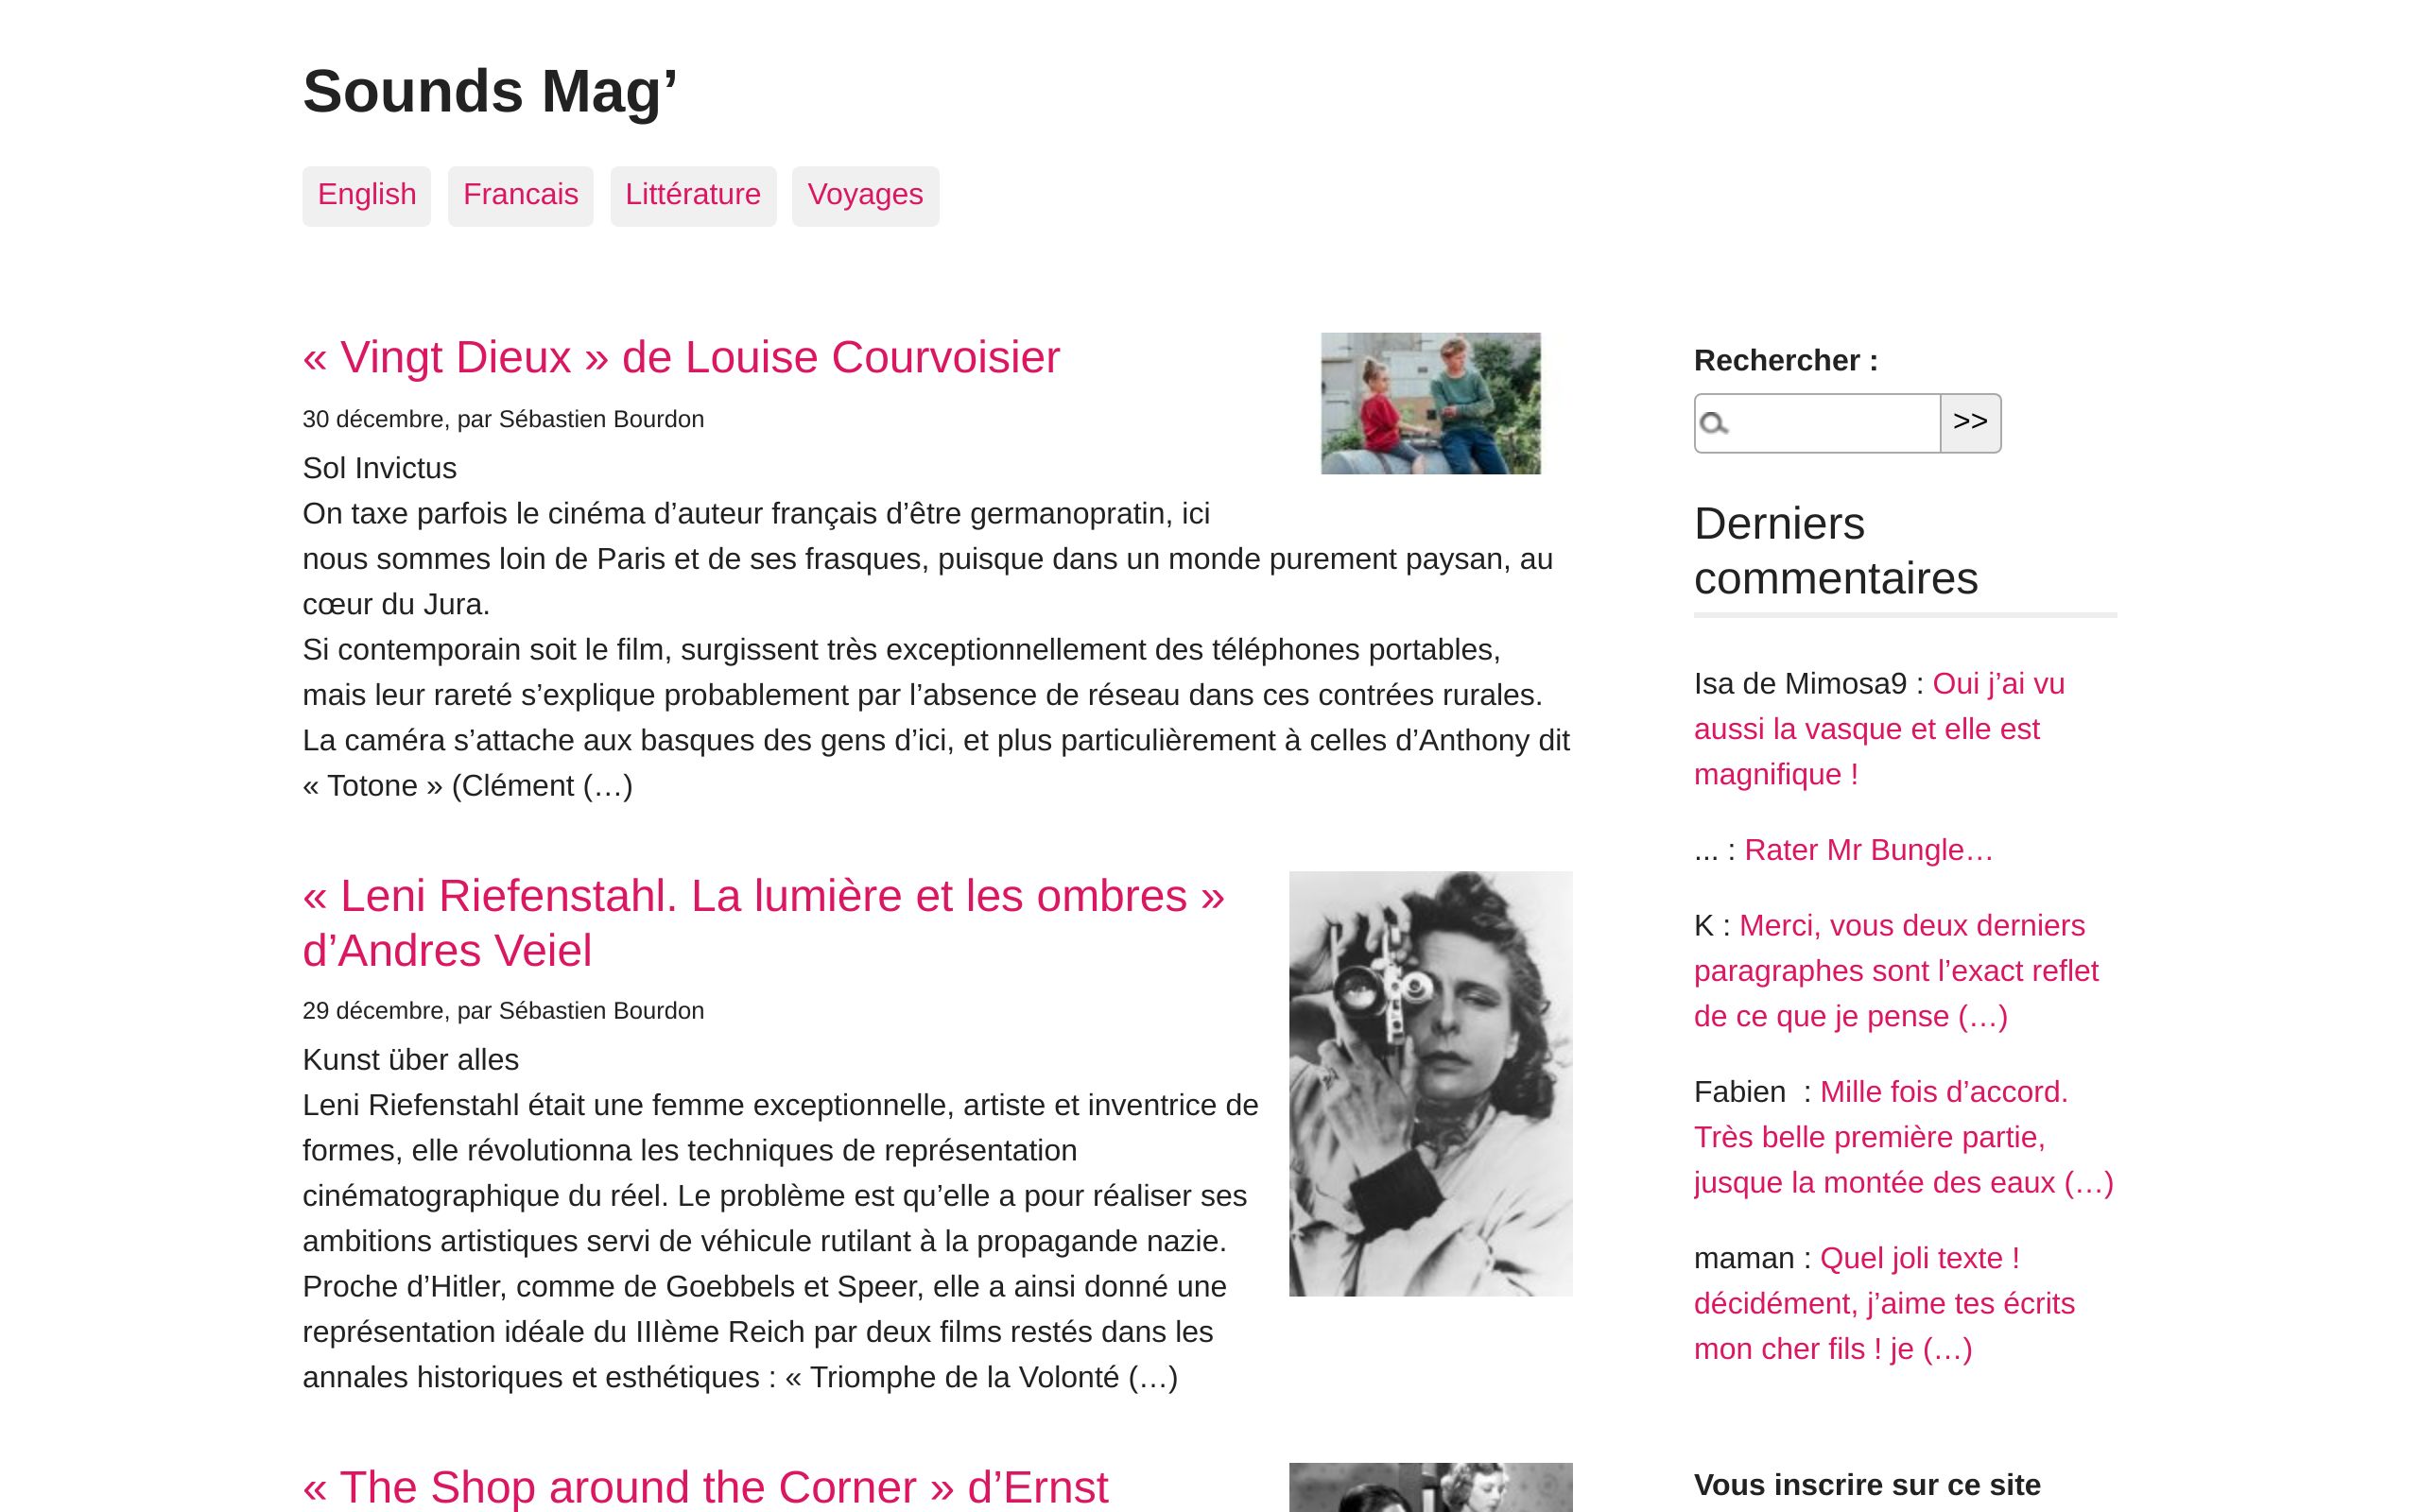 Sounds Mag’
English
Francais
Littérature
Voyages
« Vingt Dieux » de Louise Courvoisier
30 décembre, par Sébastien Bourdon
Sol Invictus
On taxe parfois le cinéma d’auteur français d’être germanopratin, ici
nous sommes loin de Paris et de ses frasques, puisque dans un monde purement paysan, au
cœur du Jura.
Si contemporain soit le film, surgissent très exceptionnellement des téléphones portables,
mais leur rareté s’explique probablement par l’absence de réseau dans ces contrées rurales.
La caméra s’attache aux basques des gens d’ici, et plus particulièrement à celles d’Anthony dit
« Totone » (Clément (…)
« Leni Riefenstahl. La lumière et les ombres »
d’Andres Veiel
29 décembre, par Sébastien Bourdon
Kunst über alles
Leni Riefenstahl était une femme exceptionnelle, artiste et inventrice de
formes, elle révolutionna les techniques de représentation
cinématographique du réel. Le problème est qu’elle a pour réaliser ses
ambitions artistiques servi de véhicule rutilant à la propagande nazie.
Proche d’Hitler, comme de Goebbels et Speer, elle a ainsi donné une
représentation idéale du IIIème Reich par deux films restés dans les
annales historiques et esthétiques : « Triomphe de la Volonté (…)
« The Shop around the Corner » d’Ernst
Rechercher :
>>
Derniers
commentaires
Isa de Mimosa9 : Oui j’ai vu
aussi la vasque et elle est
magnifique !
... : Rater Mr Bungle…
K : Merci, vous deux derniers
paragraphes sont l’exact reflet
de ce que je pense (…)
Fabien  : Mille fois d’accord.
Très belle première partie,
jusque la montée des eaux (…)
maman : Quel joli texte !
décidément, j’aime tes écrits
mon cher fils ! je (…)
Vous inscrire sur ce site